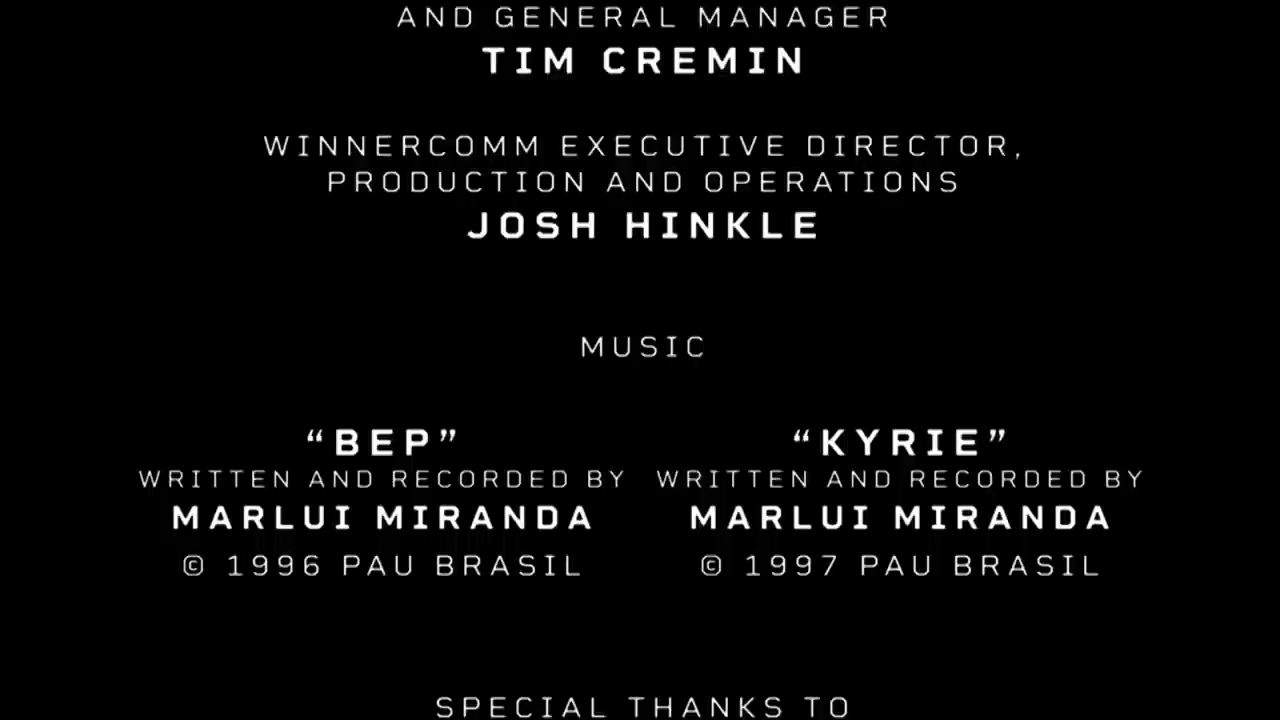 AND GENERAL MANAGER
TIM CREMIN
WINNERCOMM EXECUTIVE DIRECTOR,
PRODUCTION AND OPERATIONS
JOSH HINKLE
MUSIC
“BEP”
WRITTEN AND RECORDED BY
MARLUI MIRANDA
© 1996 PAU BRASIL
“KYRIE”
WRITTEN AND RECORDED BY
MARLUI MIRANDA
© 1997 PAU BRASIL
SPECIAL THANKS TO